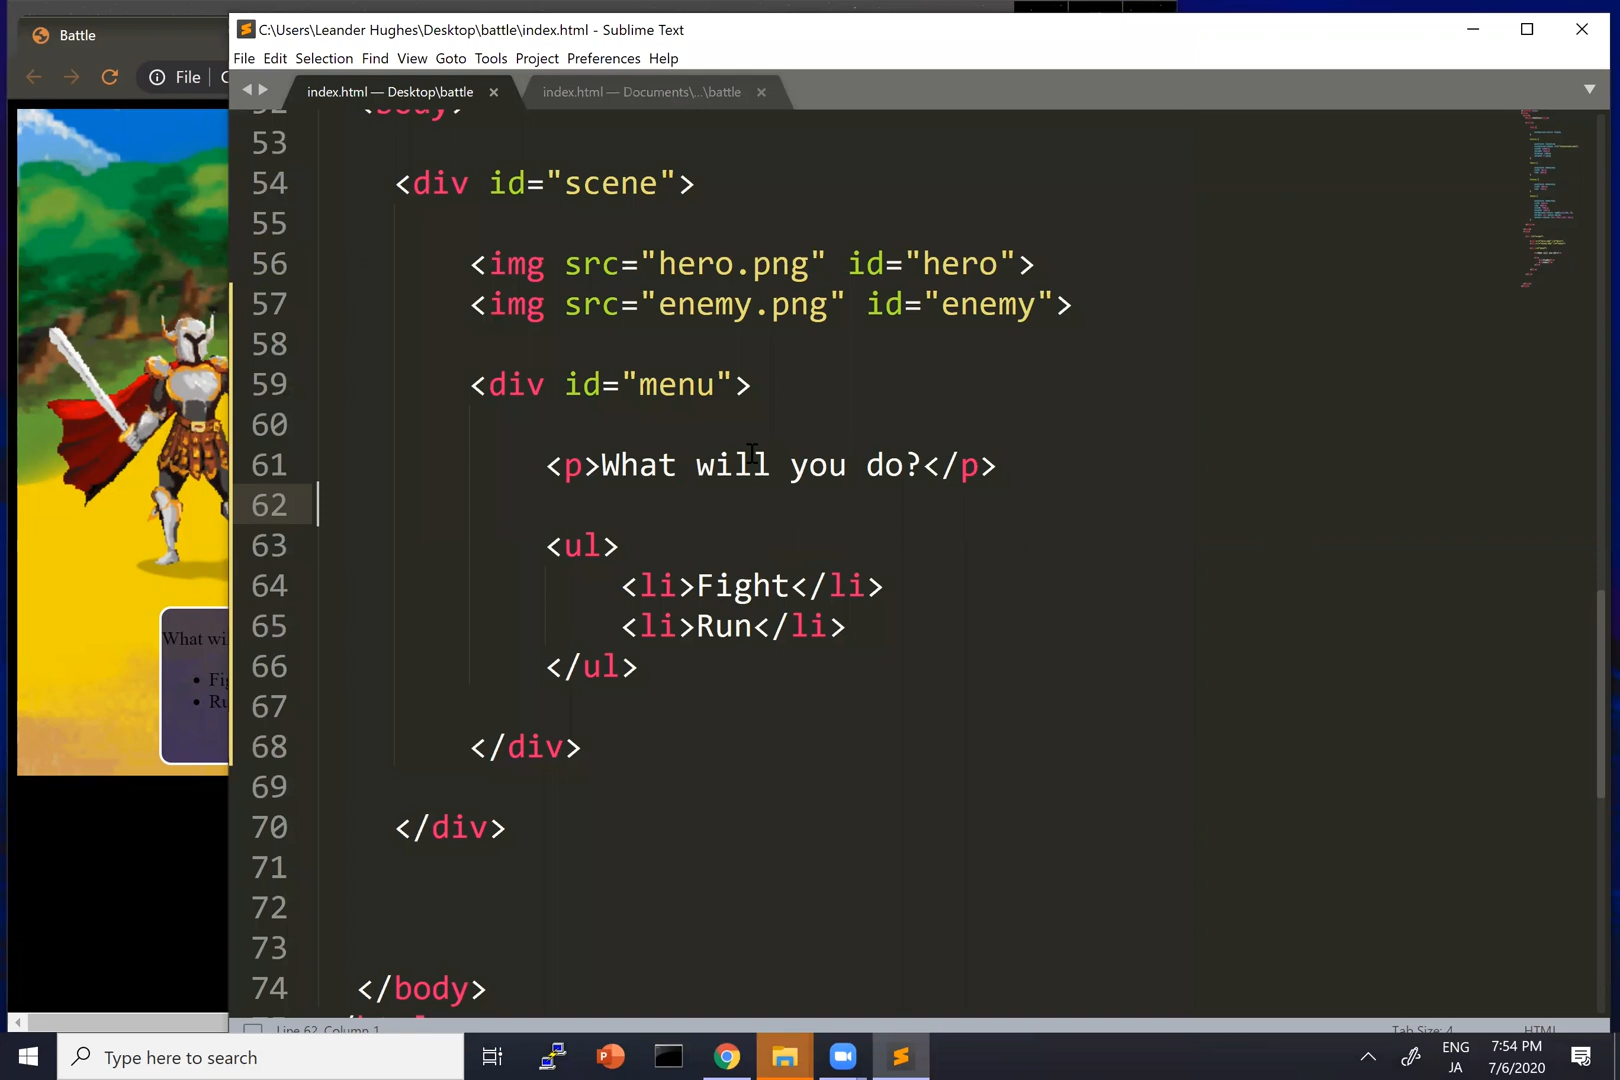 Battle
File
C:\Users\Leander Hughes\Desktop\battle\index.html - Sublime Text
File Edit Selection Find View Goto Tools Project Preferences Help
index.html — Desktop\battle
index.html — Documents\...\battle
52 <body>
53
54 <div id="scene">
55
56 <img src="hero.png" id="hero">
57 <img src="enemy.png" id="enemy">
58
59 <div id="menu">
60
61 <p>What will you do?</p>
62
63 <ul>
64 <li>Fight</li>
65 <li>Run</li>
66 </ul>
67
68 </div>
69
70 </div>
71
72
73
74 </body>
What wi
Fig
Ru
Line 62, Column 1
Tab Size: 4
HTML
Type here to search
ENG
JA
7:54 PM
7/6/2020